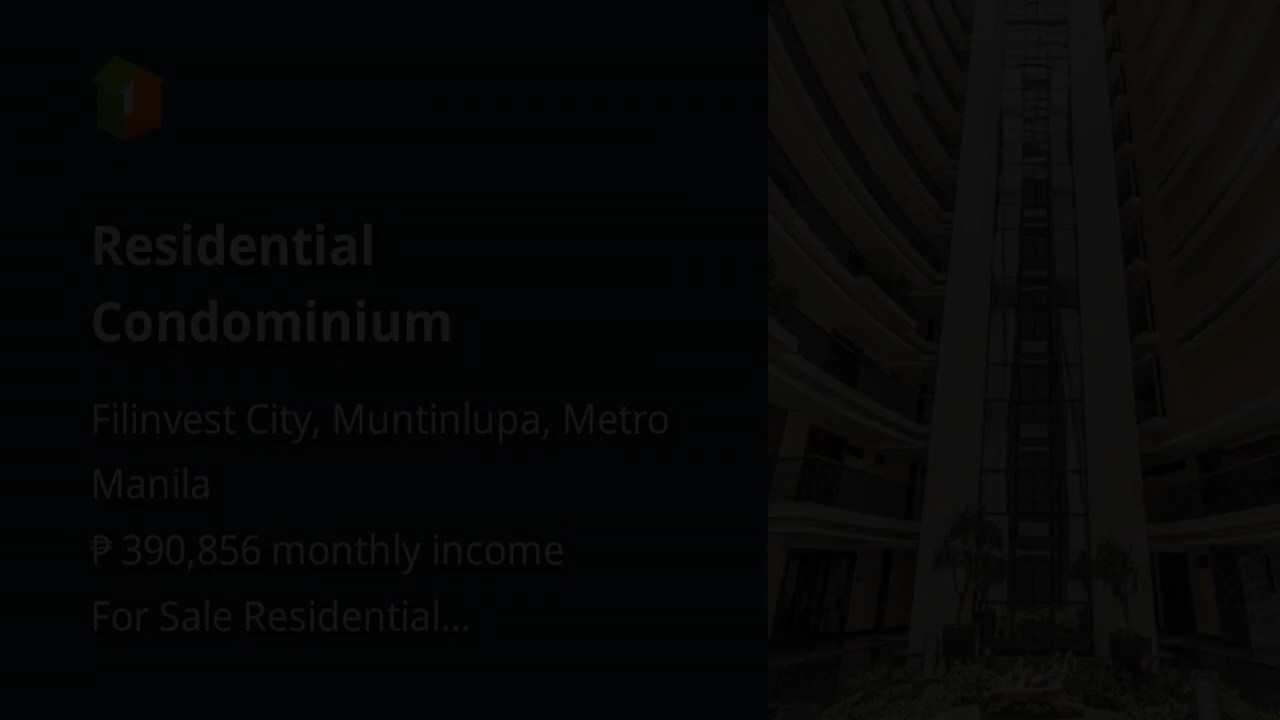 Residential
Condominium
Filinvest City, Muntinlupa, Metro
Manila
₱ 390,856 monthly income
For Sale Residential...